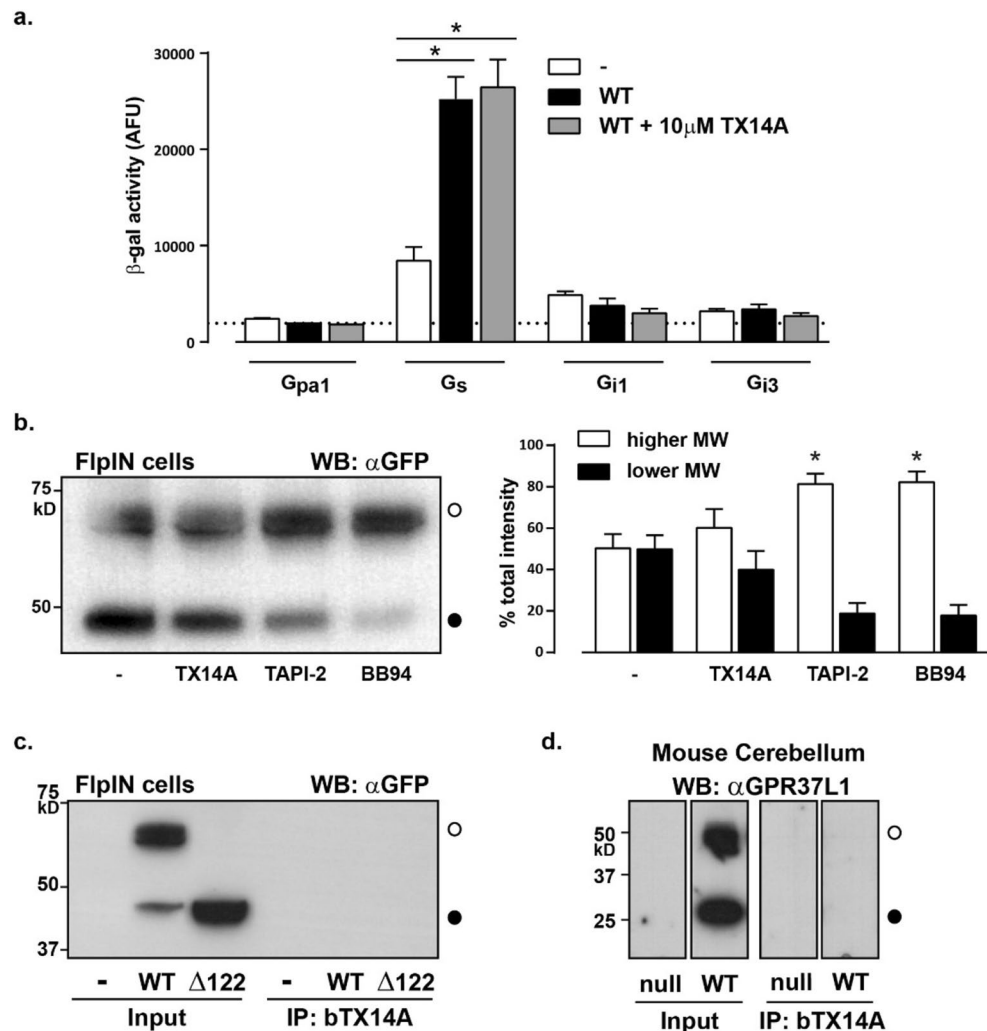 a.
*
*
30000
20000
10000
0
β-gal activity (AFU)
-
WT
WT + 10µM TX14A
Gpa1
Gs
Gi1
Gi3
b.
FlpIN cells
WB: αGFP
75
kD
50
-
TX14A
TAPI-2
BB94
higher MW
lower MW
100
80
60
40
20
0
% total intensity
*
*
-
TX14A
TAPI-2
BB94
c.
FlpIN cells
WB: αGFP
75
kD
50
37
- WT Δ122
- WT Δ122
Input
IP: bTX14A
d.
Mouse Cerebellum
WB: αGPR37L1
50
kD
37
25
null WT
null WT
Input
IP: bTX14A